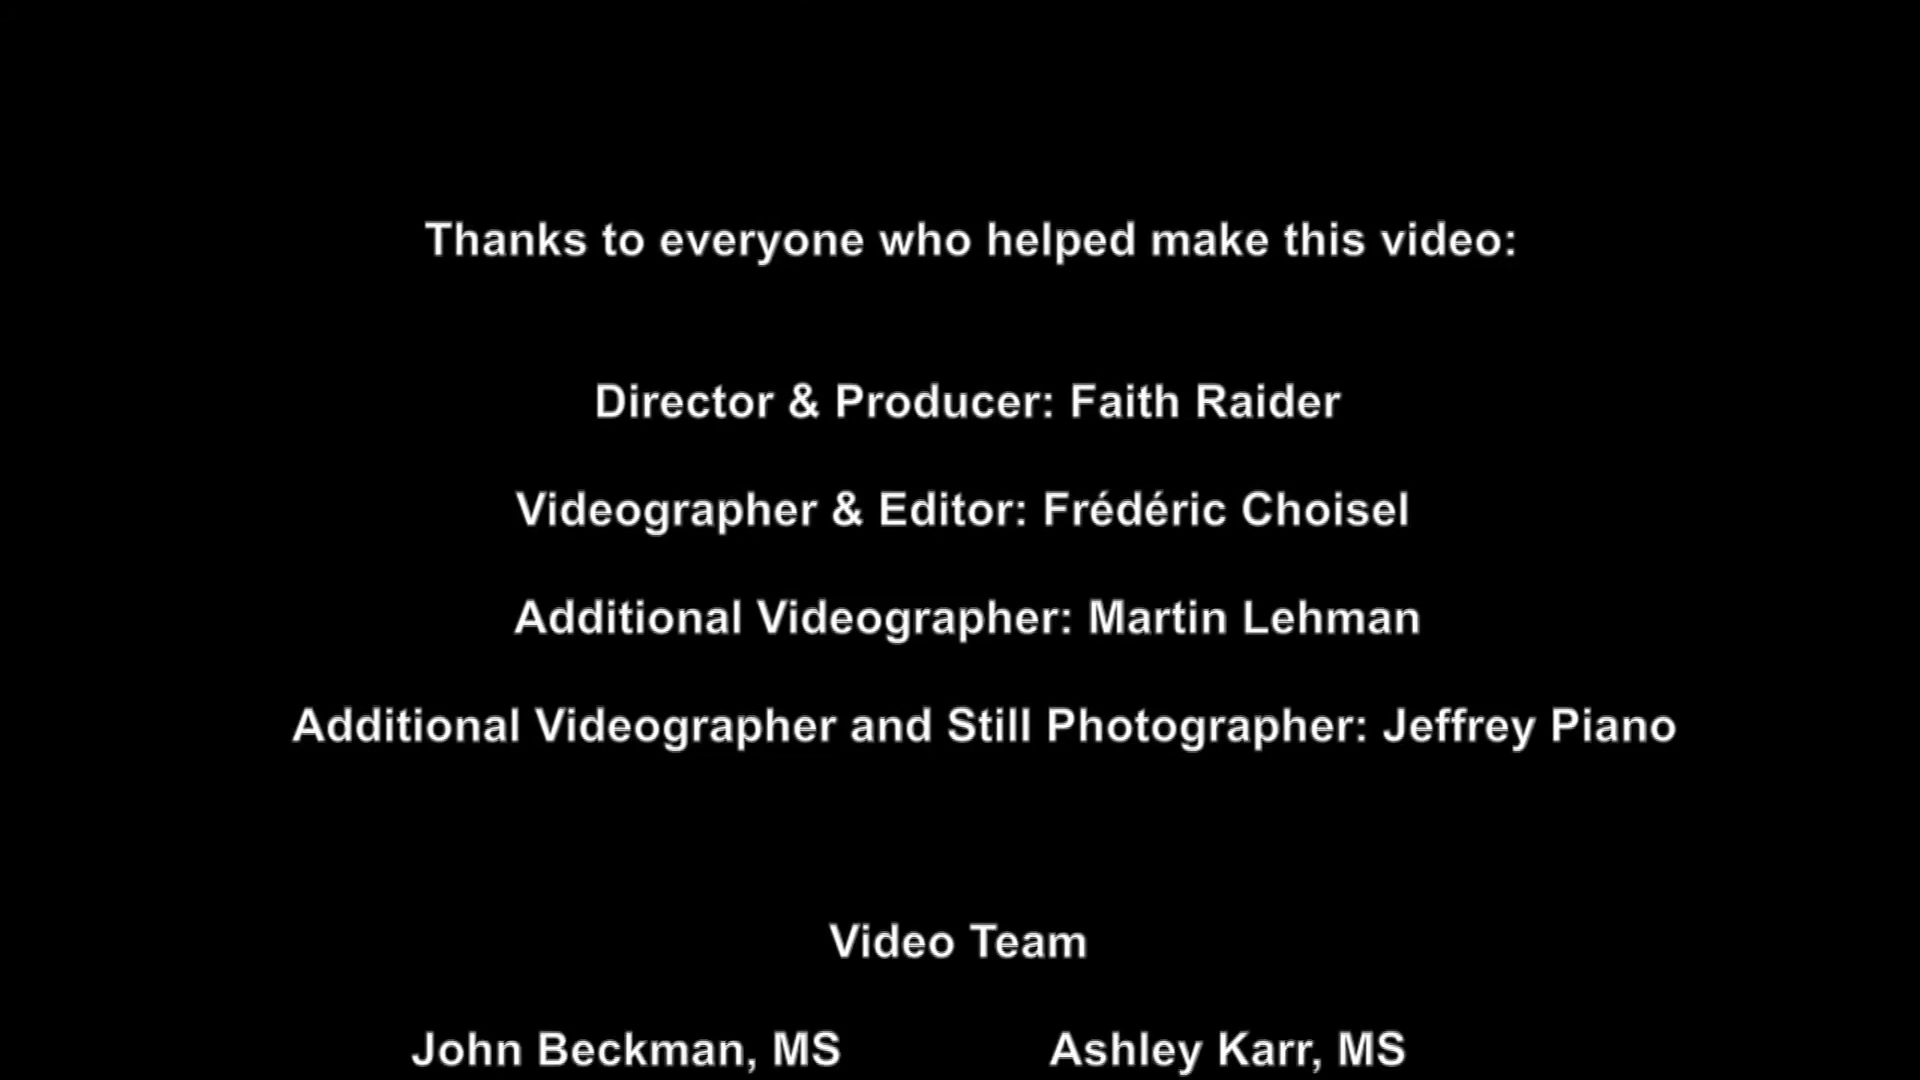 Thanks to everyone who helped make this video:
Director & Producer: Faith Raider
Videographer & Editor: Frédéric Choisel
Additional Videographer: Martin Lehman
Additional Videographer and Still Photographer: Jeffrey Piano
Video Team
John Beckman, MS Ashley Karr, MS